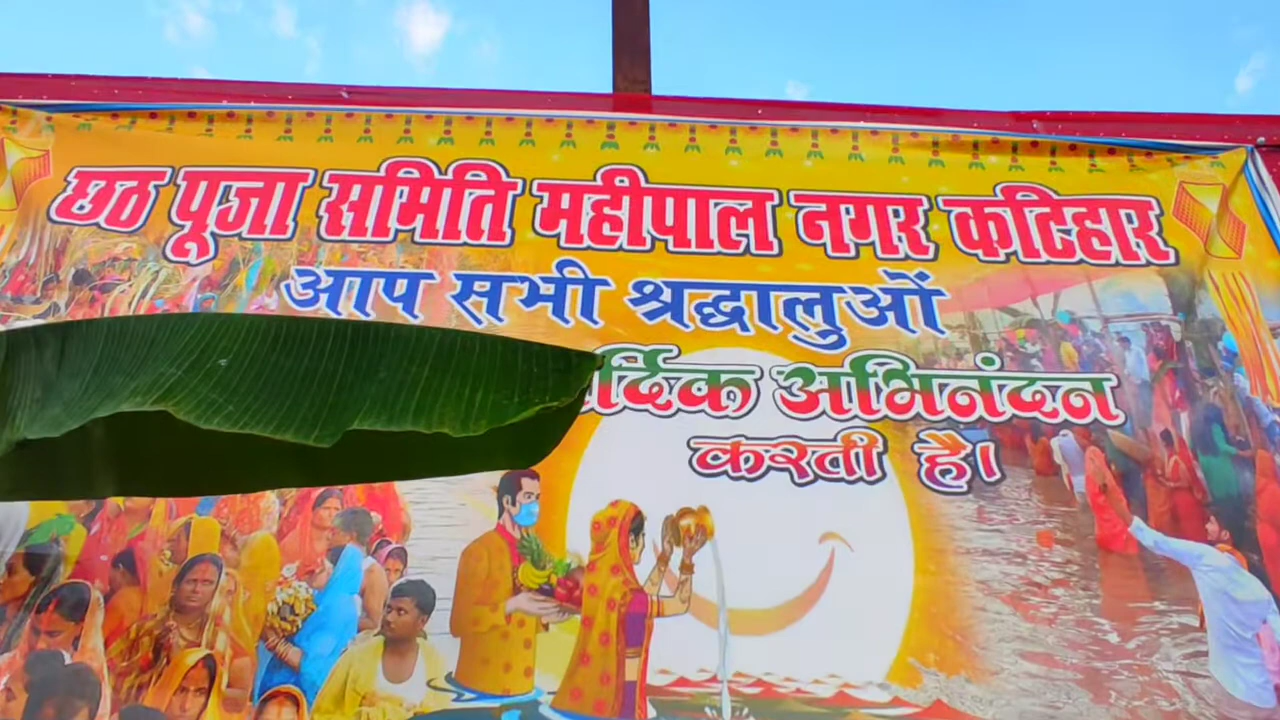 छठ पूजा समिति महीपाल नगर कटिहार
आप सभी श्रद्धालुओं
अभिनंदन
करती है।